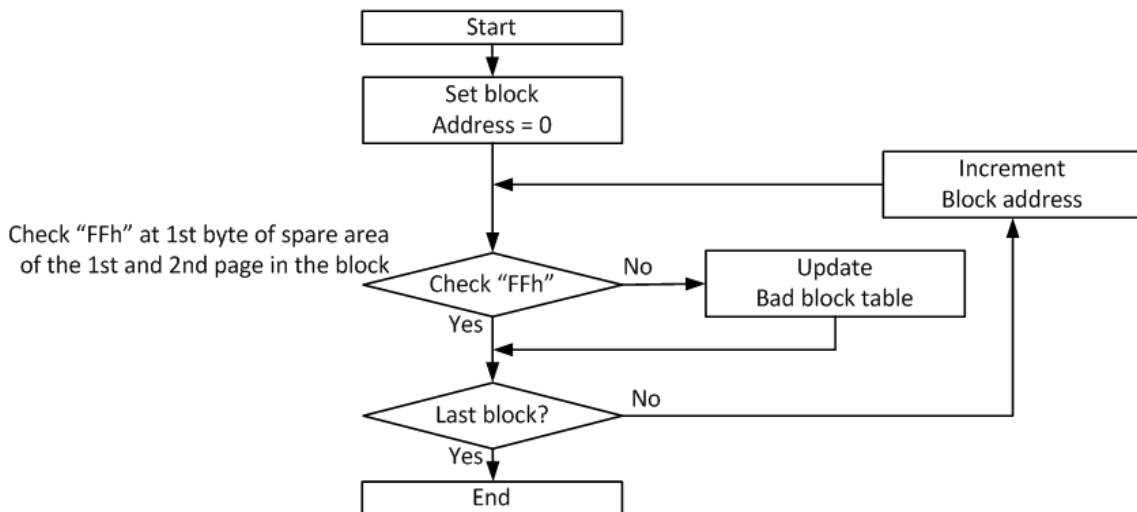 Start
Set block
Address = 0
Increment
Block address
Check “FFh” at 1st byte of spare area
of the 1st and 2nd page in the block
Check “FFh”
No
Update
Bad block table
Yes
Last block?
No
Yes
End